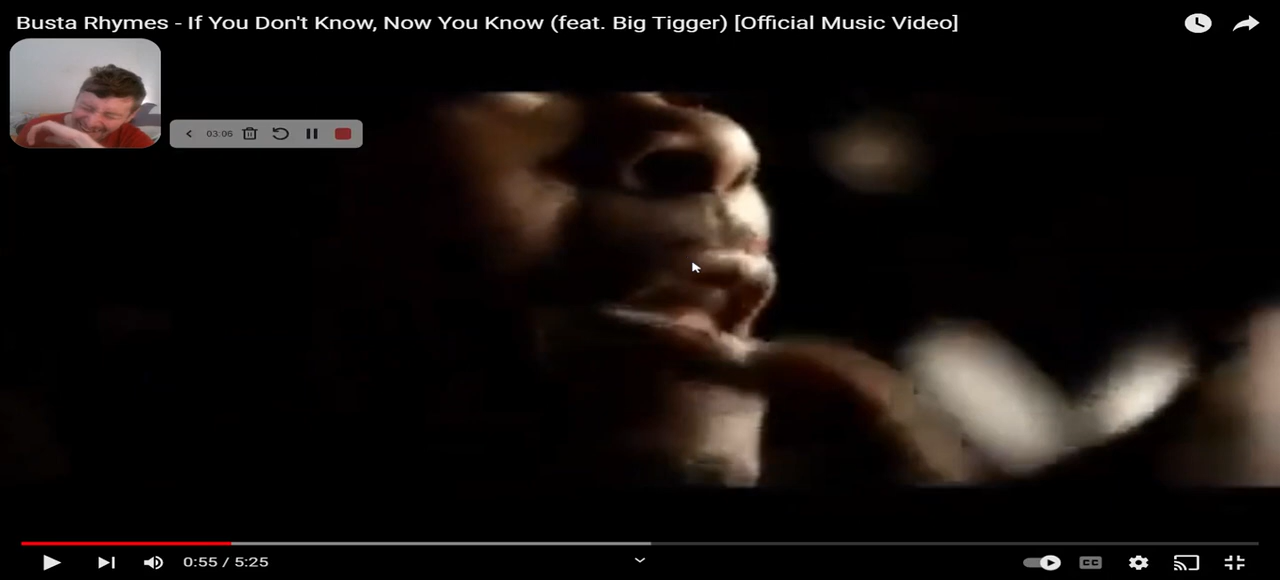 Busta Rhymes - If You Don't Know, Now You Know (feat. Big Tigger) [Official Music Video]
03:06
0:55 / 5:25
CC